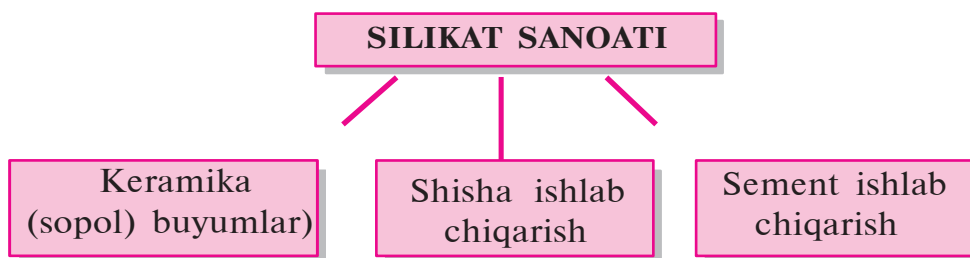 SILIKAT SANOATI
Keramika
(sopol) buyumlar)
Shisha ishlab
chiqarish
Sement ishlab
chiqarish